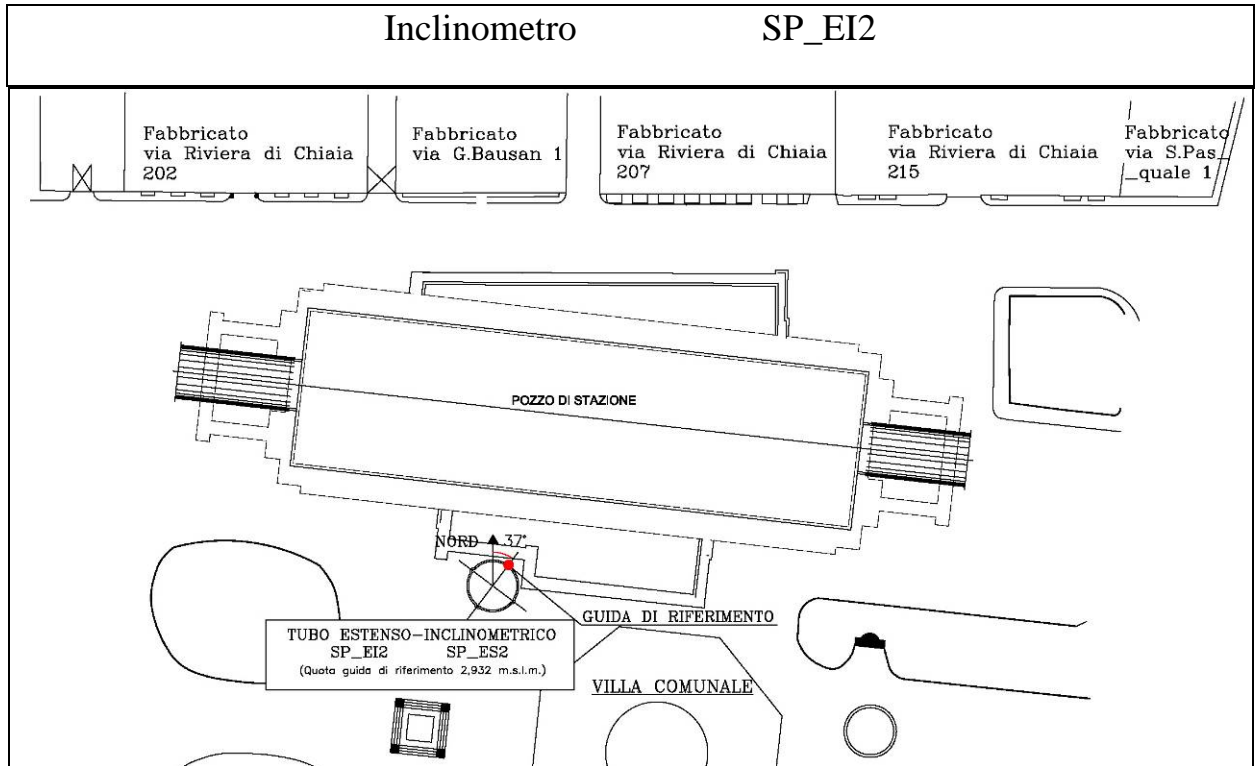 Inclinometro SP_EI2
Fabbricato
via Riviera di Chiaia
202
Fabbricato
via G.Bausan 1
Fabbricato
via Riviera di Chiaia
207
Fabbricato
via Riviera di Chiaia
215
Fabbricato
via S.Pas_
_quale 1
POZZO DI STAZIONE
NORD 37°
GUIDA DI RIFERIMENTO
TUBO ESTENSO-INCLINOMETRICO
SP_EI2 SP_ES2
(Quota guida di riferimento 2,932 m.s.l.m.)
VILLA COMUNALE